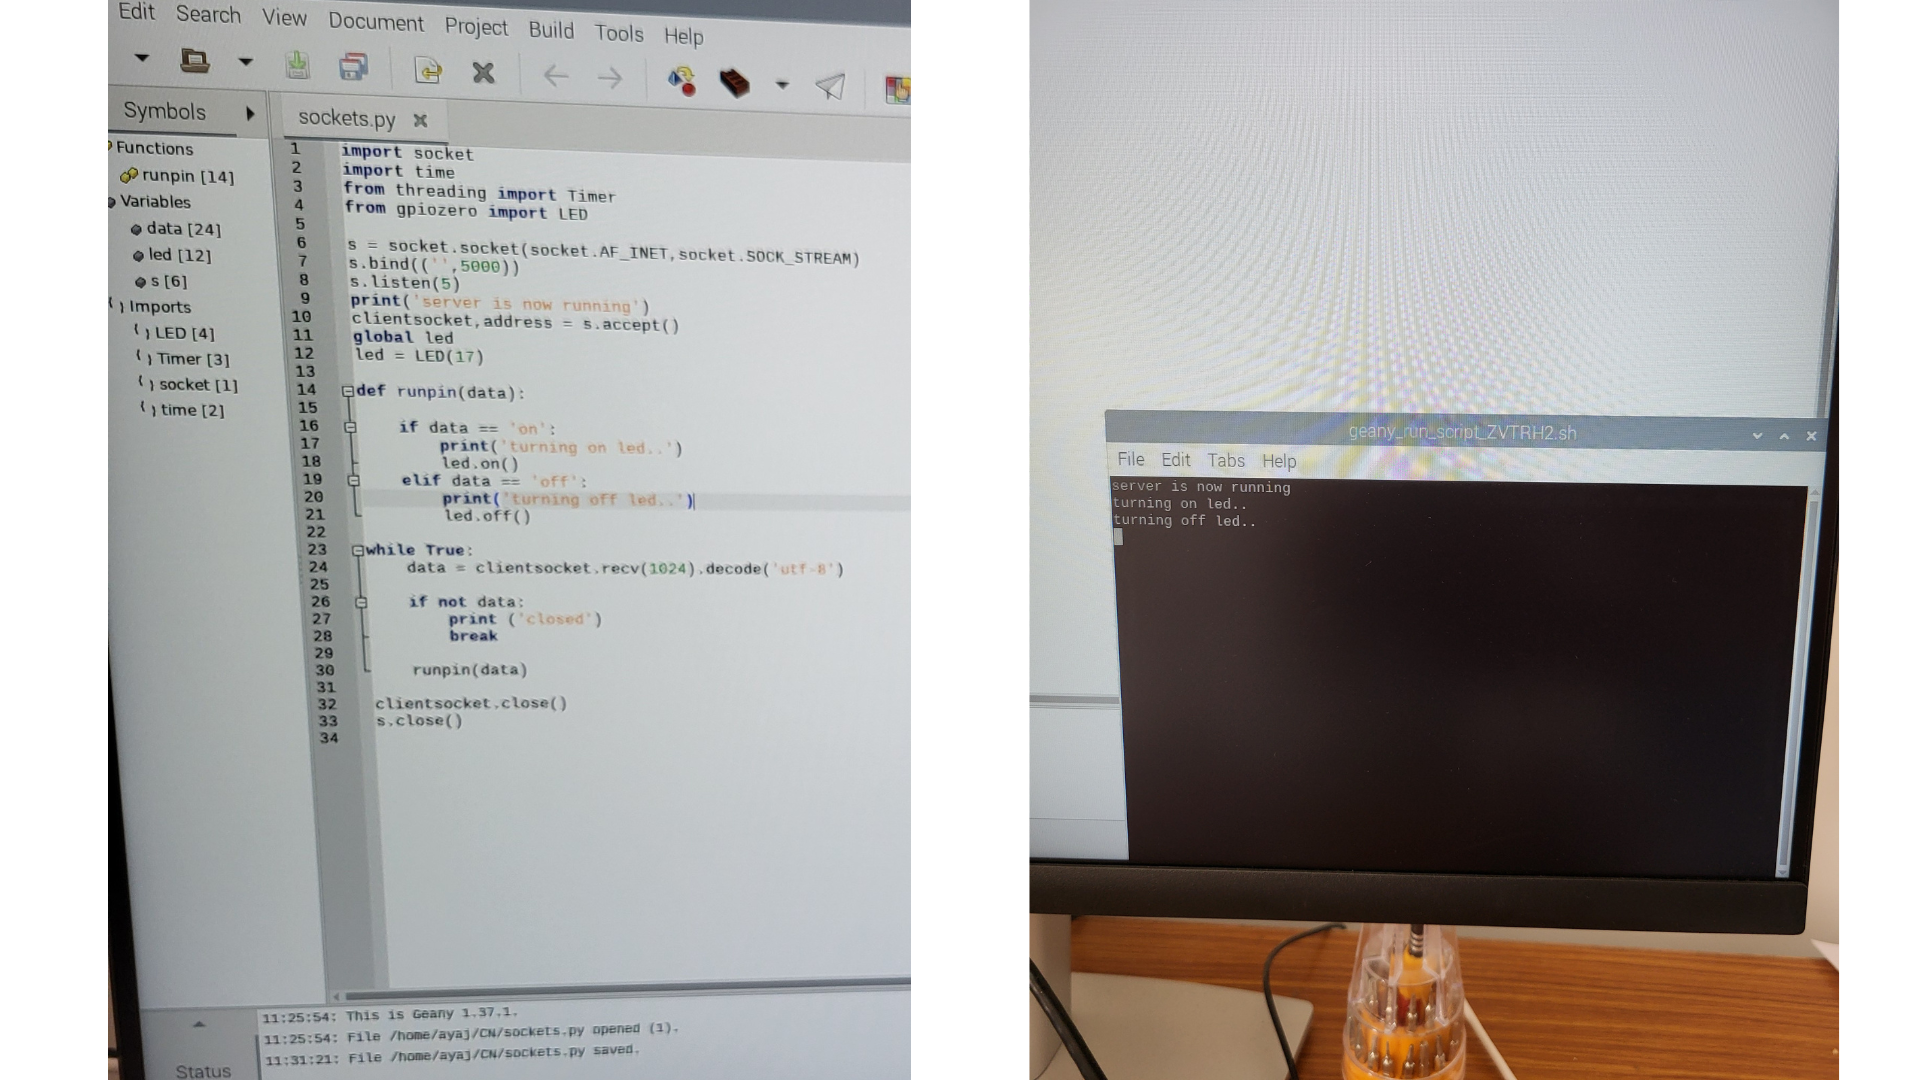 Edit Search View Document Project Build Tools Help
Symbols
sockets.py
Functions
runpin [14]
Variables
data [24]
led [12]
s [6]
Imports
LED [4]
Timer [3]
socket [1]
time [2]
1 import socket
2 import time
3 from threading import Timer
4 from gpiozero import LED
5
6 s = socket.socket(socket.AF_INET,socket.SOCK_STREAM)
7 s.bind(('',5000))
8 s.listen(5)
9 print('server is now running')
10 clientsocket,address = s.accept()
11 global led
12 led = LED(17)
13
14 def runpin(data):
15
16 if data == 'on':
17 print('turning on led..')
18 led.on()
19 elif data == 'off':
20 print('turning off led..')
21 led.off()
22
23 while True:
24 data = clientsocket.recv(1024).decode('utf-8')
25
26 if not data:
27 print ('closed')
28 break
29
30 runpin(data)
31
32 clientsocket.close()
33 s.close()
34
Status
11:25:54: This is Geany 1.37.1.
11:25:54: File /home/ayaj/CN/sockets.py opened (1).
11:31:21: File /home/ayaj/CN/sockets.py saved.
geany_run_script_ZVTRH2.sh
File Edit Tabs Help
server is now running
turning on led..
turning off led..